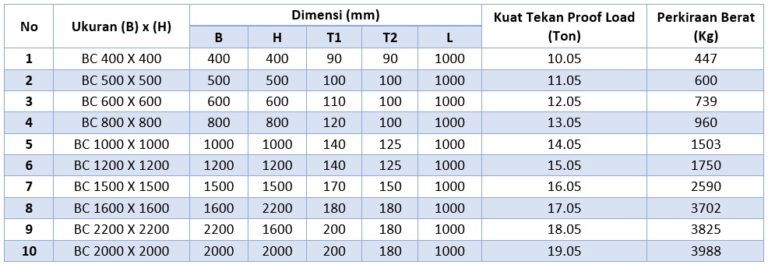 No Ukuran (B) x (H) Dimensi (mm) Kuat Tekan Proof Load (Ton) Perkiraan Berat (Kg)
B H T1 T2 L
1 BC 400 X 400 400 400 90 90 1000 10.05 447
2 BC 500 X 500 500 500 100 100 1000 11.05 600
3 BC 600 X 600 600 600 110 100 1000 12.05 739
4 BC 800 X 800 800 800 120 100 1000 13.05 960
5 BC 1000 X 1000 1000 1000 140 125 1000 14.05 1503
6 BC 1200 X 1200 1200 1200 140 125 1000 15.05 1750
7 BC 1500 X 1500 1500 1500 170 150 1000 16.05 2590
8 BC 1600 X 1600 1600 2200 180 180 1000 17.05 3702
9 BC 2200 X 2200 2200 1600 200 180 1000 18.05 3825
10 BC 2000 X 2000 2000 2000 200 180 1000 19.05 3988